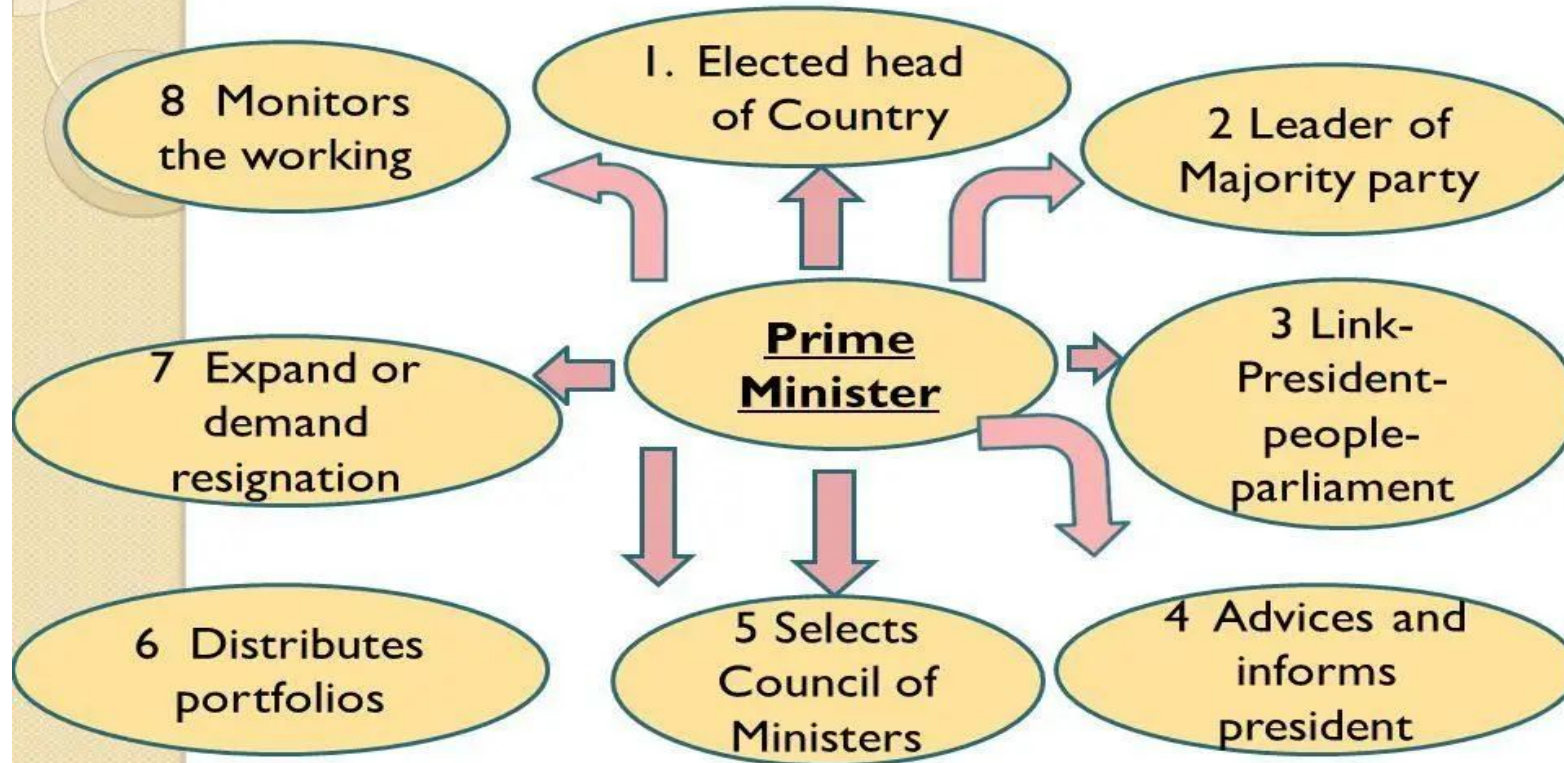 1. Elected head
of Country
2 Leader of
Majority party
3 Link-
President-
people-
parliament
4 Advices and
informs
president
5 Selects
Council of
Ministers
6 Distributes
portfolios
7 Expand or
demand
resignation
8 Monitors
the working
Prime
Minister